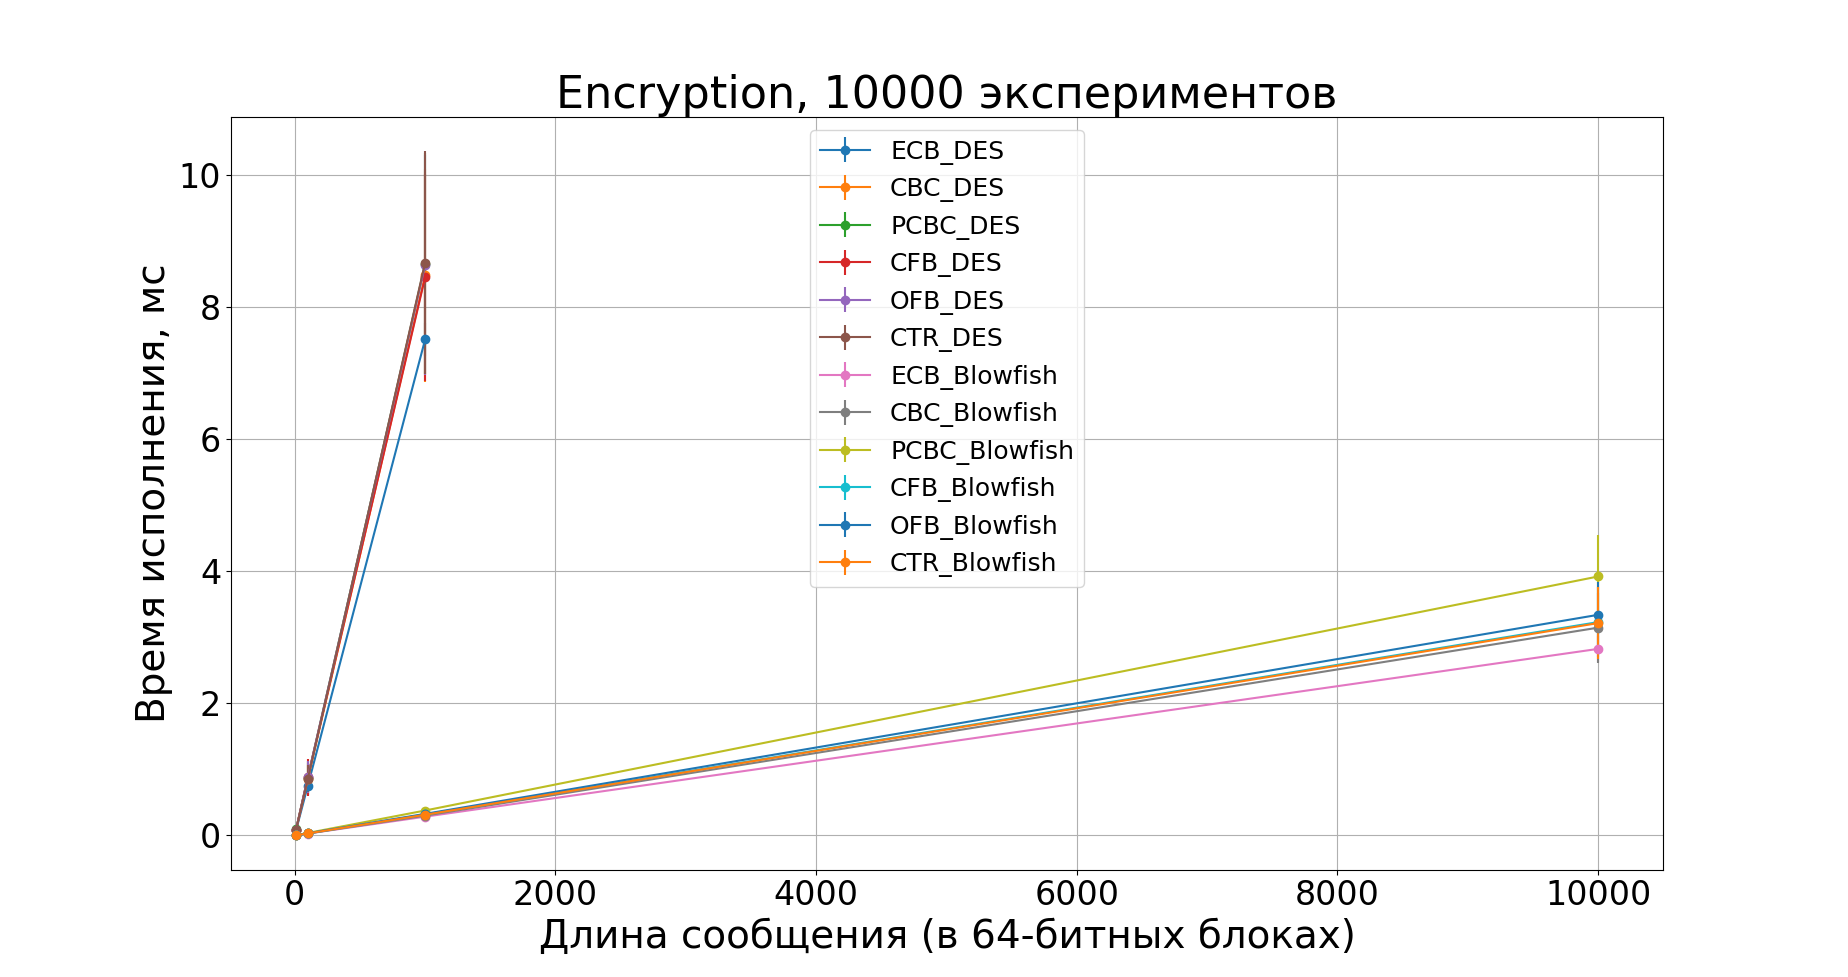 Encryption, 10000 экспериментов
Время исполнения, мс
10
8
6
4
2
0
ECB_DES
CBC_DES
PCBC_DES
CFB_DES
OFB_DES
CTR_DES
ECB_Blowfish
CBC_Blowfish
PCBC_Blowfish
CFB_Blowfish
OFB_Blowfish
CTR_Blowfish
0 2000 4000 6000 8000 10000
Длина сообщения (в 64-битных блоках)